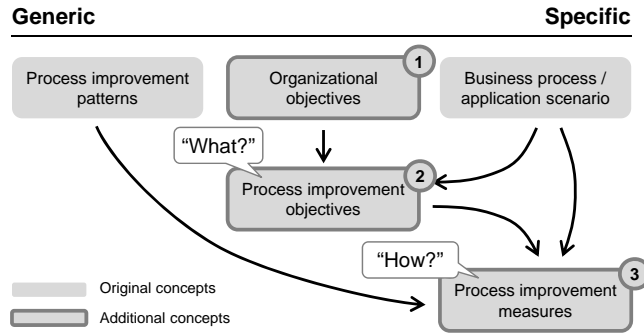 Generic Specific
Process improvement
patterns
1
Organizational
objectives
Business process /
application scenario
“What?”
2
Process improvement
objectives
“How?”
3
Process improvement
measures
Original concepts
Additional concepts